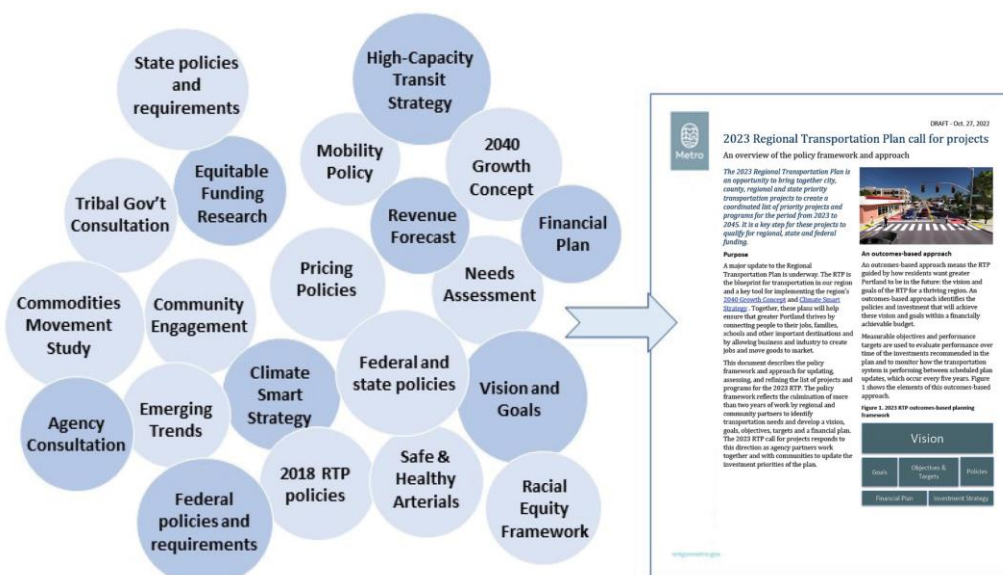 State policies
and
requirements
High-Capacity
Transit
Strategy
Mobility
Policy
2040
Growth
Concept
Equitable
Funding
Research
Tribal Gov't
Consultation
Revenue
Forecast
Financial
Plan
Pricing
Policies
Needs
Assessment
Commodities
Movement
Study
Community
Engagement
Federal and
state policies
Climate
Smart
Strategy
Vision and
Goals
Agency
Consultation
Emerging
Trends
2018 RTP
policies
Safe &
Healthy
Arterials
Racial
Equity
Framework
Federal
policies and
requirements
Metro
DRAFT - Oct. 27, 2022
2023 Regional Transportation Plan call for projects
An overview of the policy framework and approach
The 2023 Regional Transportation Plan is
an opportunity to bring together city,
county, regional and state priority
transportation projects to create a
coordinated list of priority projects and
programs for the period from 2023 to
2045. It is a key step for these projects to
qualify for regional, state and federal
funding.
Purpose
A major update to the Regional
Transportation Plan is underway. The RTP is
the blueprint for transportation in our region
and a key tool for implementing the region's
2040 Growth Concept and Climate Smart
Strategy . Together, these plans will help
ensure that greater Portland thrives by
connecting people to their jobs, families,
schools and other important destinations and
by allowing business and industry to create
jobs and move goods to market.
This document describes the policy
framework and approach for updating,
assessing, and refining the list of projects and
programs for the 2023 RTP. The policy
framework reflects the culmination of more
than two years of work by regional and
community partners to identify
transportation needs and develop a vision,
goals, objectives, targets and a financial plan.
The 2023 RTP call for projects responds to
this direction as agency partners work
together and with communities to update the
investment priorities of the plan.
An outcomes-based approach
An outcomes-based approach means the RTP
guided by how residents want greater
Portland to be in the future: the vision and
goals of the RTP for a thriving region. An
outcomes-based approach identifies the
policies and investment that will achieve
these vision and goals within a financially
achievable budget.
Measurable objectives and performance
targets are used to evaluate performance over
time of the investments recommended in the
plan and to monitor how the transportation
system is performing between scheduled plan
updates, which occur every five years. Figure
1 shows the elements of this outcomes-based
approach.
Figure 1. 2023 RTP outcomes-based planning
framework
Vision
Goals
Objectives &
Targets
Policies
Financial Plan
Investment Strategy
oregonmetro.gov